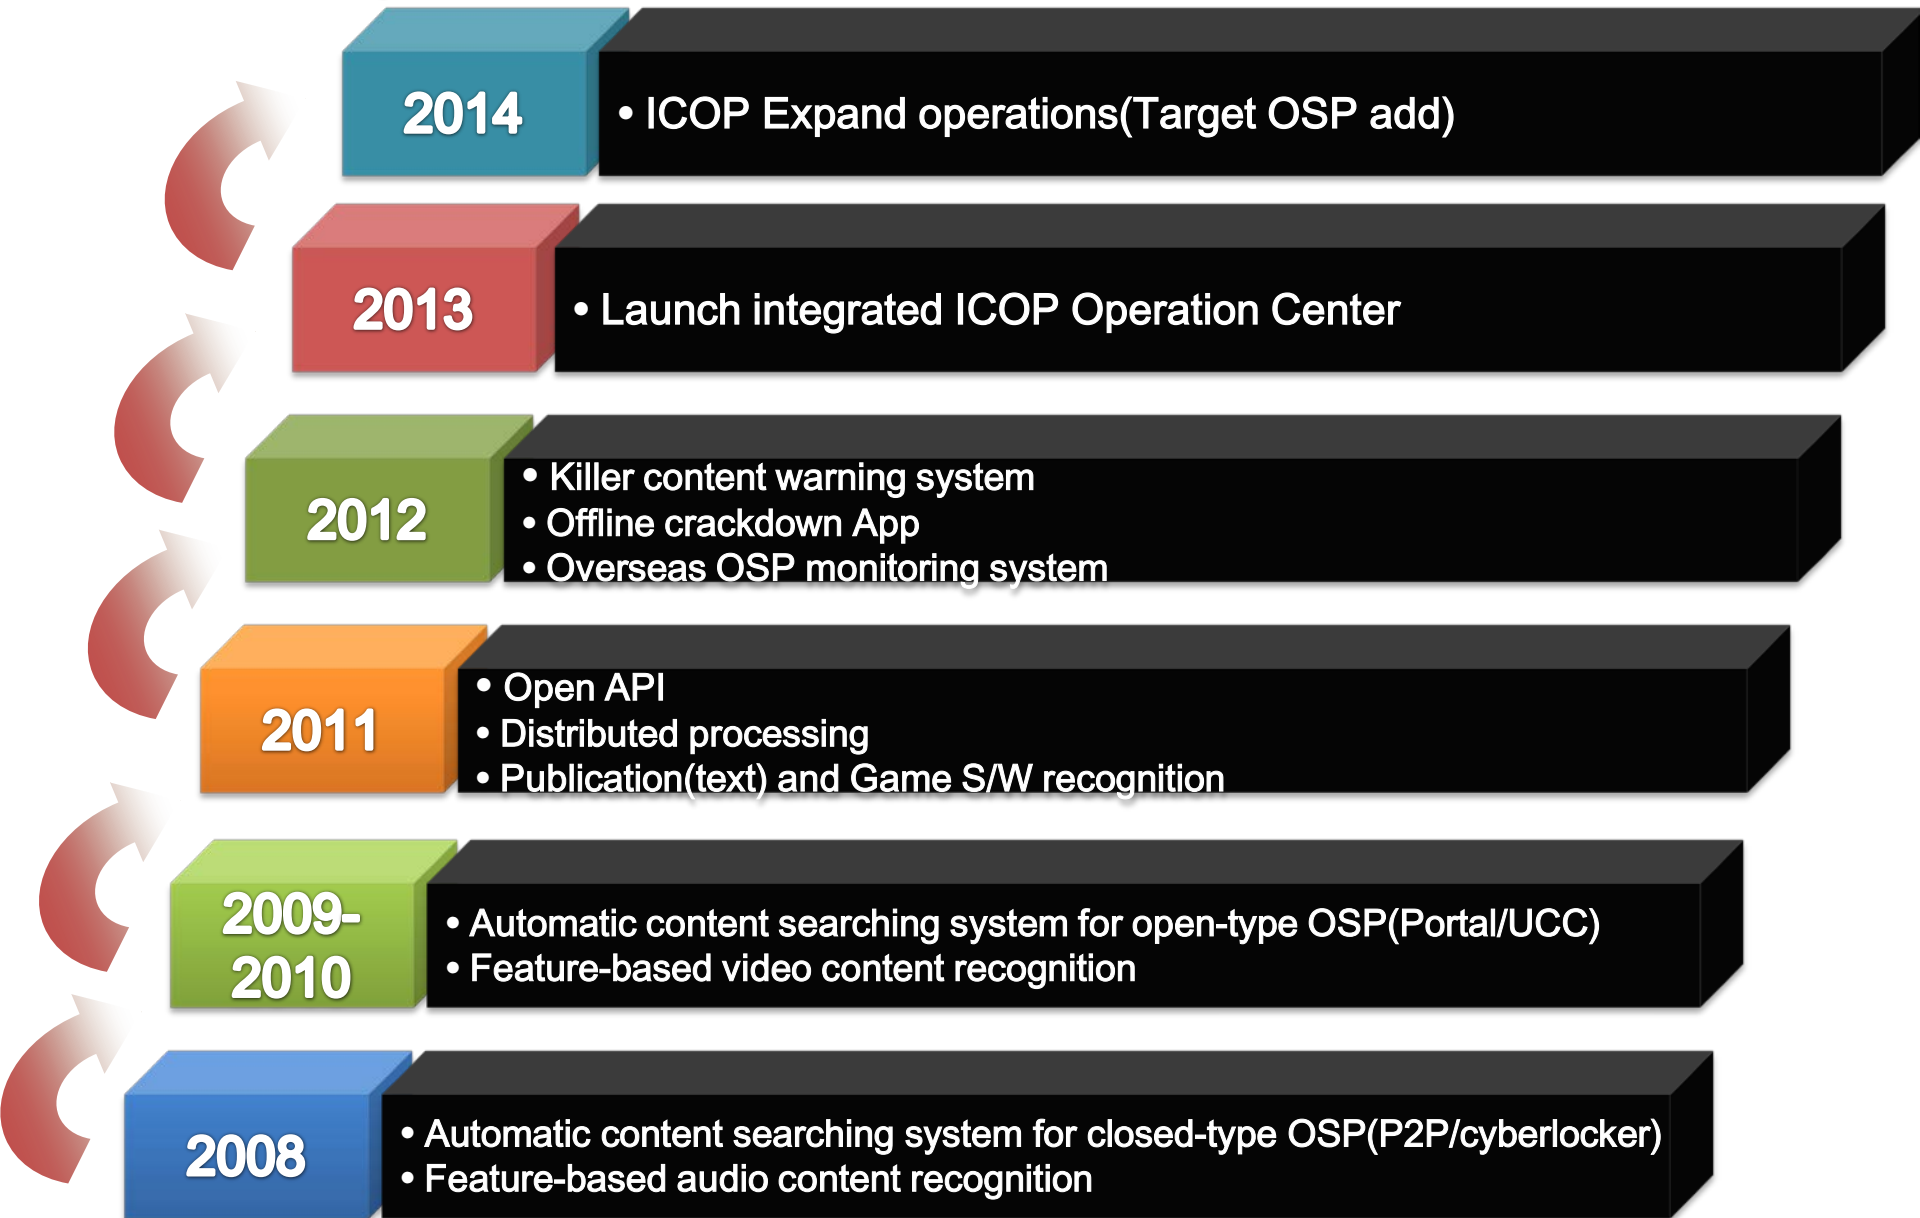 2014
• ICOP Expand operations(Target OSP add)
2013
• Launch integrated ICOP Operation Center
2012
• Killer content warning system
• Offline crackdown App
• Overseas OSP monitoring system
2011
• Open API
• Distributed processing
• Publication(text) and Game S/W recognition
2009-
2010
• Automatic content searching system for open-type OSP(Portal/UCC)
• Feature-based video content recognition
2008
• Automatic content searching system for closed-type OSP(P2P/cyberlocker)
• Feature-based audio content recognition